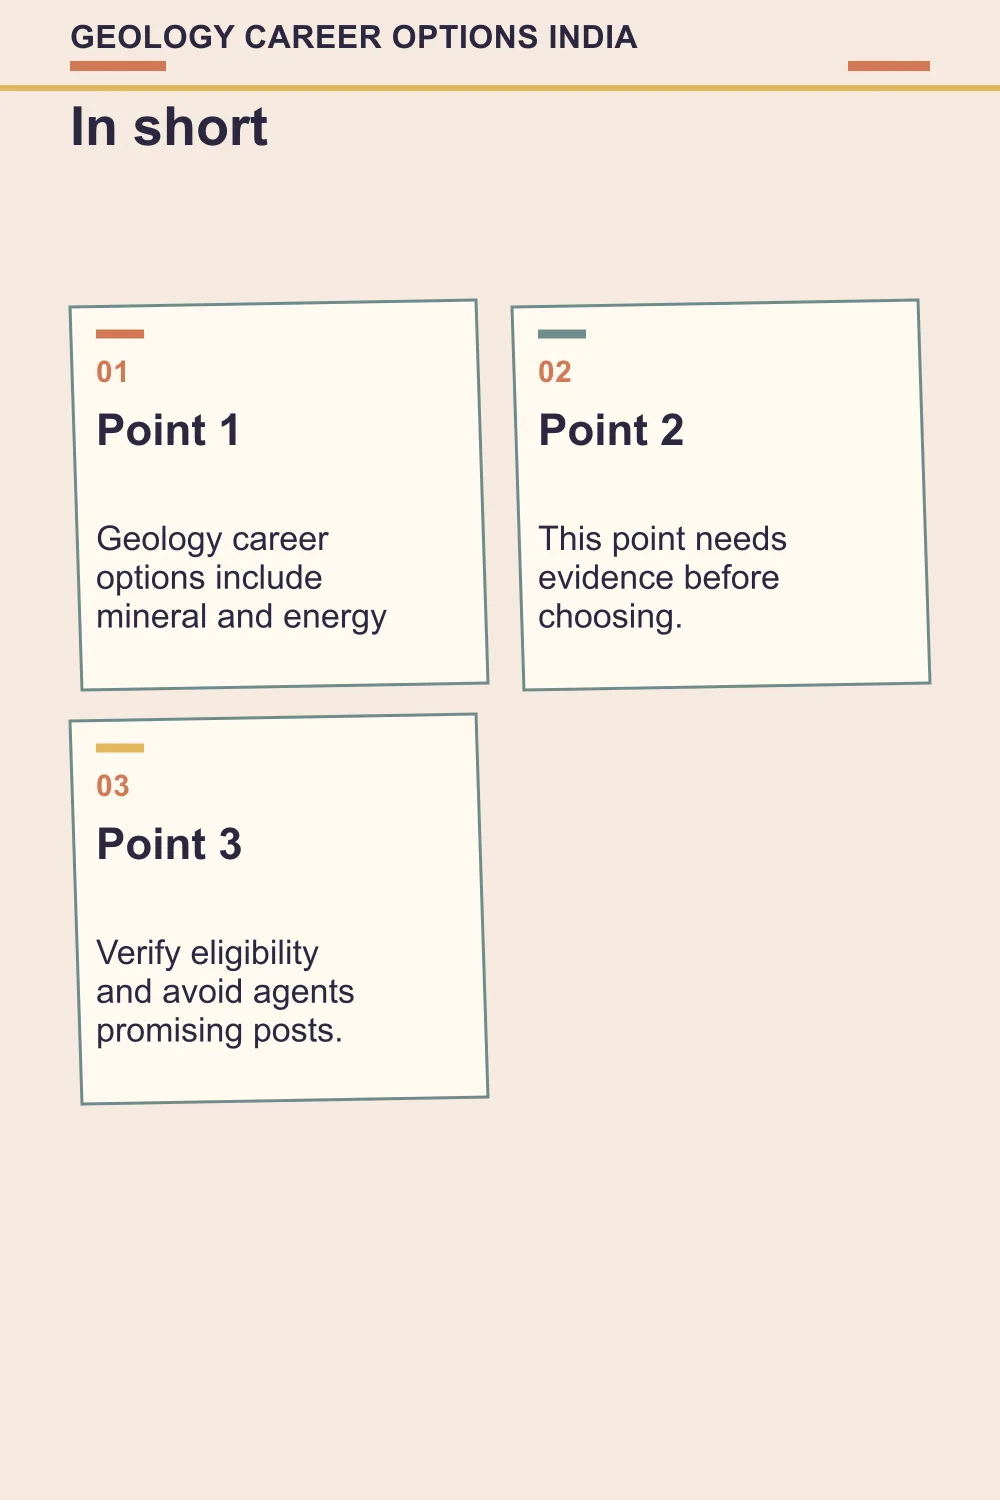 GEOLOGY CAREER OPTIONS INDIA
In short
01
Point 1
Geology career
options include
mineral and energy
02
Point 2
This point needs
evidence before
choosing.
03
Point 3
Verify eligibility
and avoid agents
promising posts.